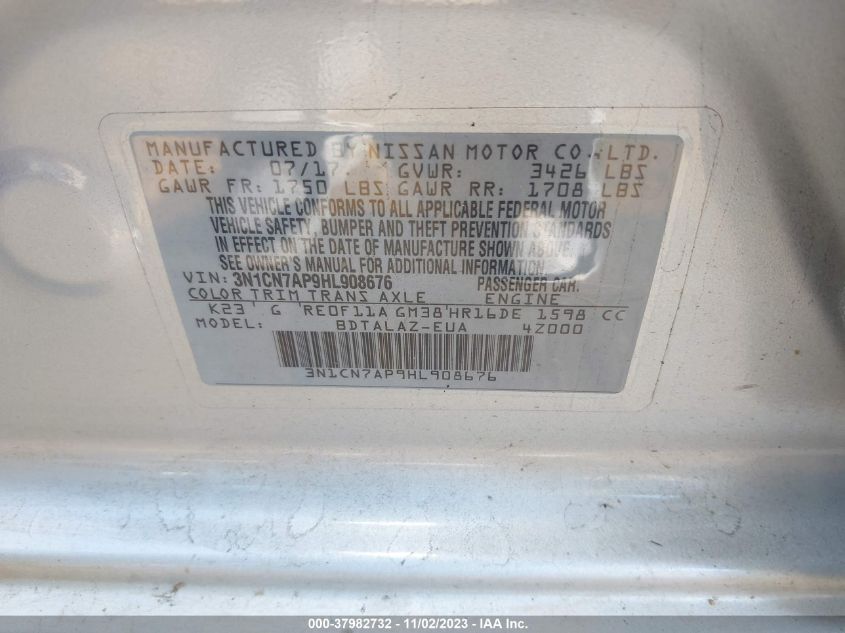 MANUFACTURED BY NISSAN MOTOR CO.,LTD.
DATE: 07/17 GVWR: 3426 LBS
GAWR FR: 1750 LBS GAWR RR: 1708 LBS
THIS VEHICLE CONFORMS TO ALL APPLICABLE FEDERAL MOTOR
VEHICLE SAFETY, BUMPER AND THEFT PREVENTION STANDARDS
IN EFFECT ON THE DATE OF MANUFACTURE SHOWN ABOVE.
SEE OWNER'S MANUAL FOR ADDITIONAL INFORMATION.
VIN: 3N1CN7AP9HL908676 PASSENGER CAR.
COLOR TRIM TRANS AXLE ENGINE
K23 G RE0F11A GM38 HR16DE 1598 CC
MODEL: BDTALAZ-EUA 4Z000
3N1CN7AP9HL908676
000-37982732 - 11/02/2023 - IAA Inc.